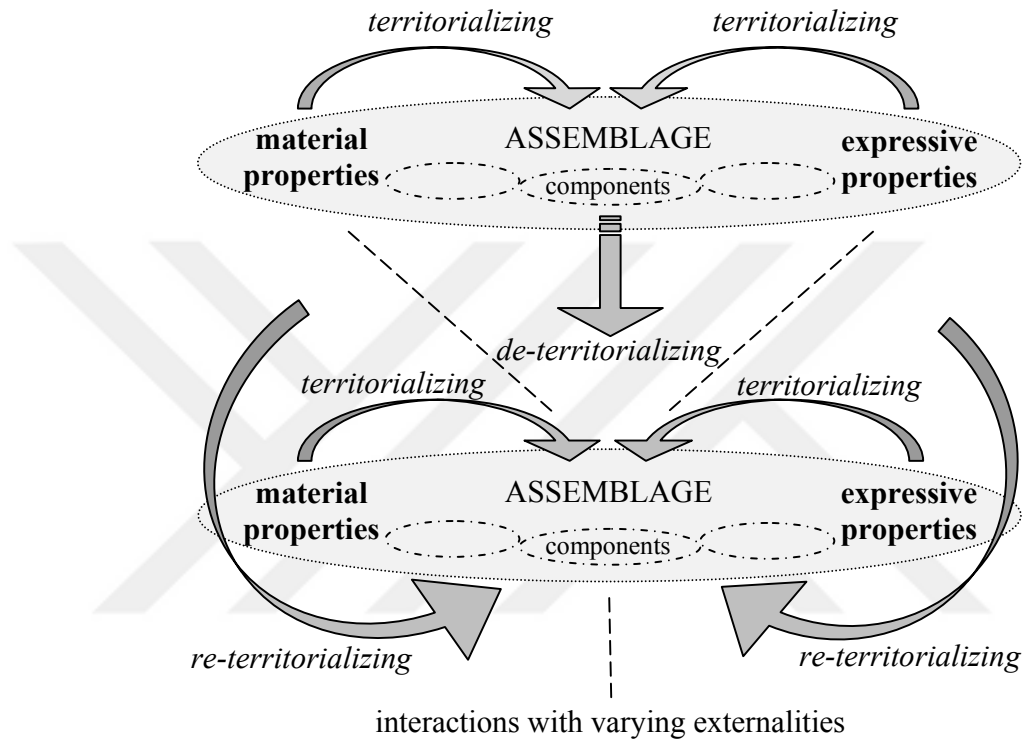 territorializing territorializing
material ASSEMBLAGE expressive
properties components properties
de-territorializing
territorializing territorializing
material ASSEMBLAGE expressive
properties components properties
re-territorializing re-territorializing
interactions with varying externalities